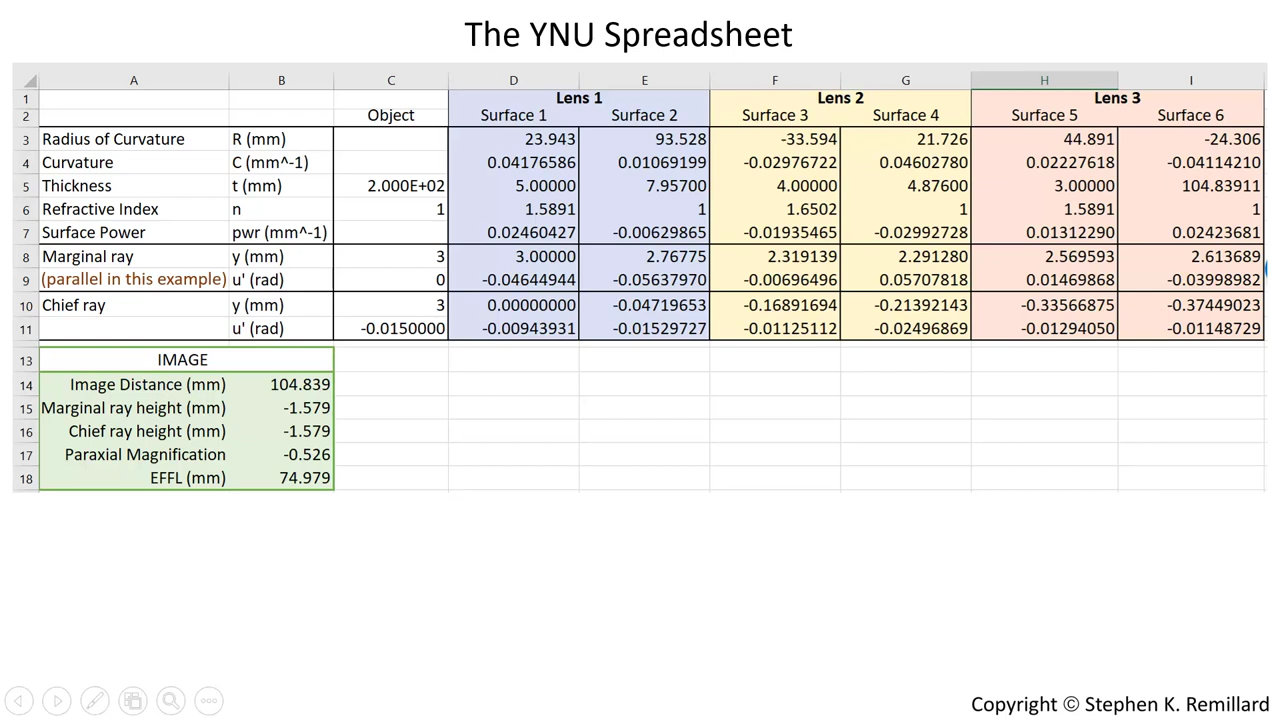 The YNU Spreadsheet
A B C D E F G H I
1 Lens 1 Lens 2 Lens 3
2 Object Surface 1 Surface 2 Surface 3 Surface 4 Surface 5 Surface 6
3 Radius of Curvature R (mm) 23.943 93.528 -33.594 21.726 44.891 -24.306
4 Curvature C (mm^-1) 0.04176586 0.01069199 -0.02976722 0.04602780 0.02227618 -0.04114210
5 Thickness t (mm) 2.000E+02 5.00000 7.95700 4.00000 4.87600 3.00000 104.83911
6 Refractive Index n 1 1.5891 1 1.6502 1 1.5891 1
7 Surface Power pwr (mm^-1) 0.02460427 -0.00629865 -0.01935465 -0.02992728 0.01312290 0.02423681
8 Marginal ray y (mm) 3 3.00000 2.76775 2.319139 2.291280 2.569593 2.613689
9 (parallel in this example) u' (rad) 0 -0.04644944 -0.05637970 -0.00696496 0.05707818 0.01469868 -0.03998982
10 Chief ray y (mm) 3 0.00000000 -0.04719653 -0.16891694 -0.21392143 -0.33566875 -0.37449023
11 u' (rad) -0.0150000 -0.00943931 -0.01529727 -0.01125112 -0.02496869 -0.01294050 -0.01148729
13 IMAGE
14 Image Distance (mm) 104.839
15 Marginal ray height (mm) -1.579
16 Chief ray height (mm) -1.579
17 Paraxial Magnification -0.526
18 EFFL (mm) 74.979
Copyright © Stephen K. Remillard